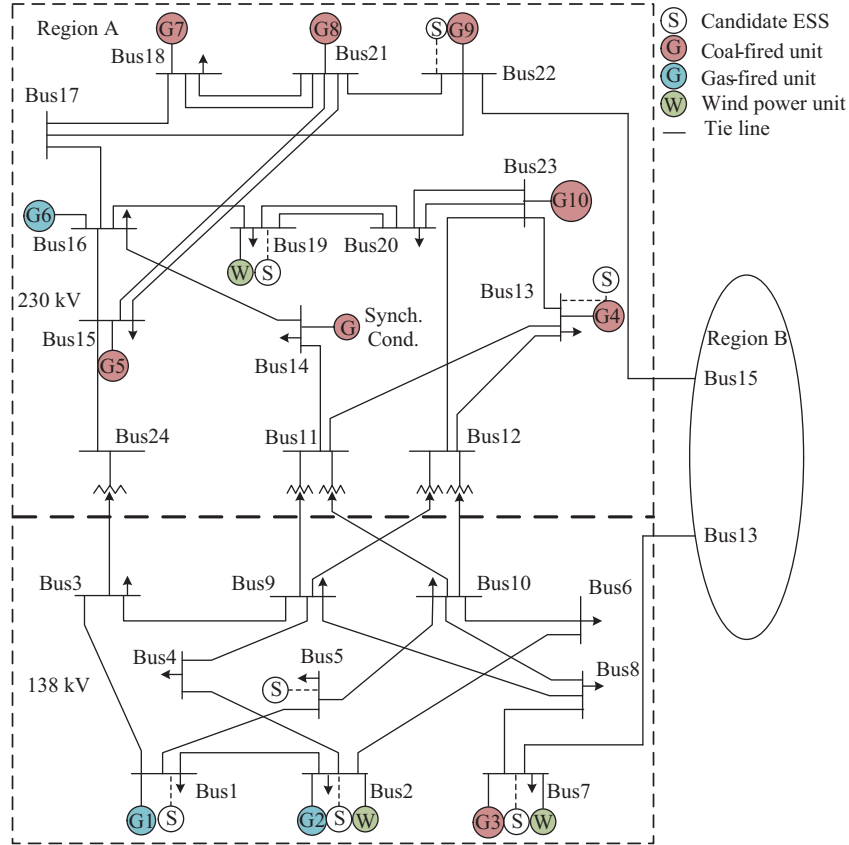 Region A
G7
G8
S
G9
S
Candidate ESS
Bus18
Bus21
Bus22
G
Coal-fired unit
G
Gas-fired unit
Bus17
W
Wind power unit
Tie line
Bus23
G6
G10
Bus16
Bus19
Bus20
W
S
S
230 kV
Bus13
Bus15
G
Synch.
Cond.
G4
G5
Bus14
Region B
Bus15
Bus24
Bus11
Bus12
Bus13
Bus3
Bus9
Bus10
Bus6
Bus4
Bus5
Bus8
138 kV
S
Bus1
Bus2
Bus7
G1
S
G2
S
W
G3
S
W